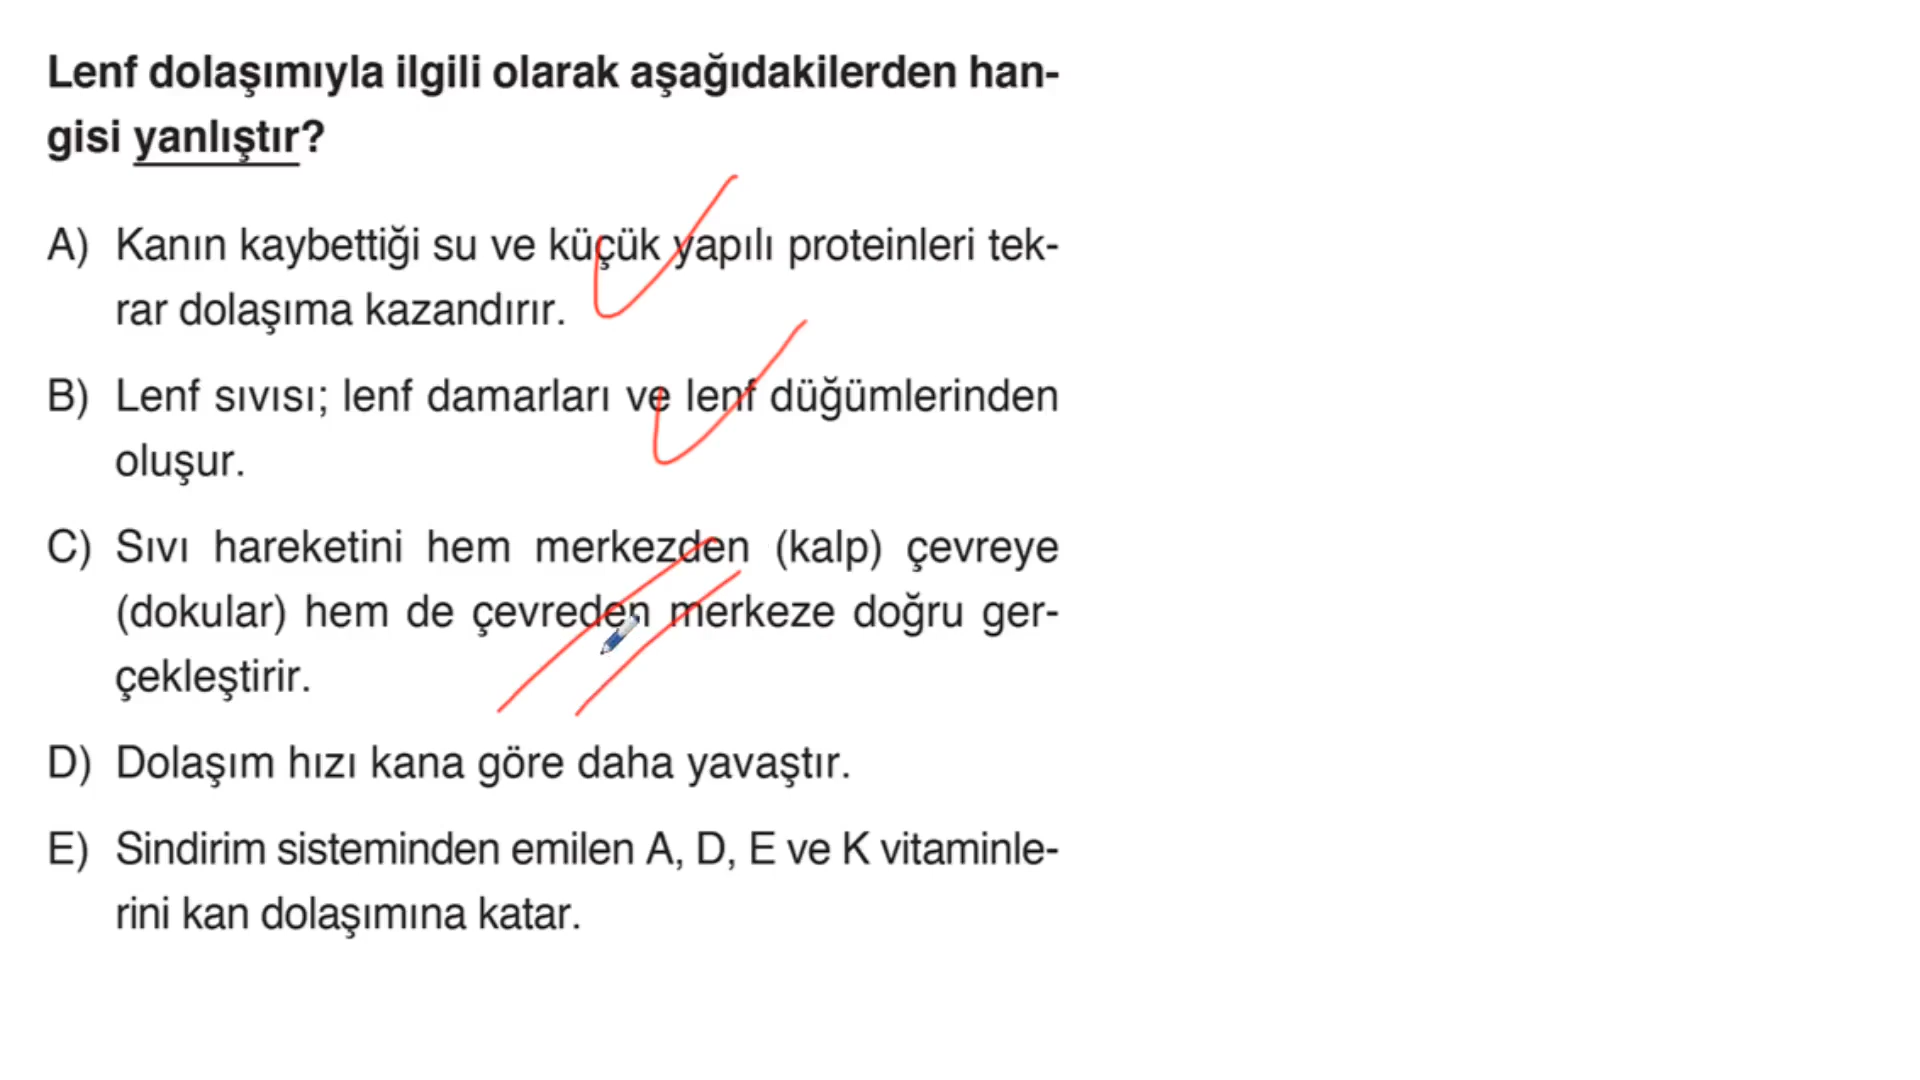 Lenf dolaşımıyla ilgili olarak aşağıdakilerden han-
gisi yanlıştır?
A) Kanın kaybettiği su ve küçük yapılı proteinleri tek-
rar dolaşıma kazandırır.
B) Lenf sıvısı; lenf damarları ve lenf düğümlerinden
oluşur.
C) Sıvı hareketini hem merkezden (kalp) çevreye
(dokular) hem de çevreden merkeze doğru ger-
çekleştirir.
D) Dolaşım hızı kana göre daha yavaştır.
E) Sindirim sisteminden emilen A, D, E ve K vitaminle-
rini kan dolaşımına katar.